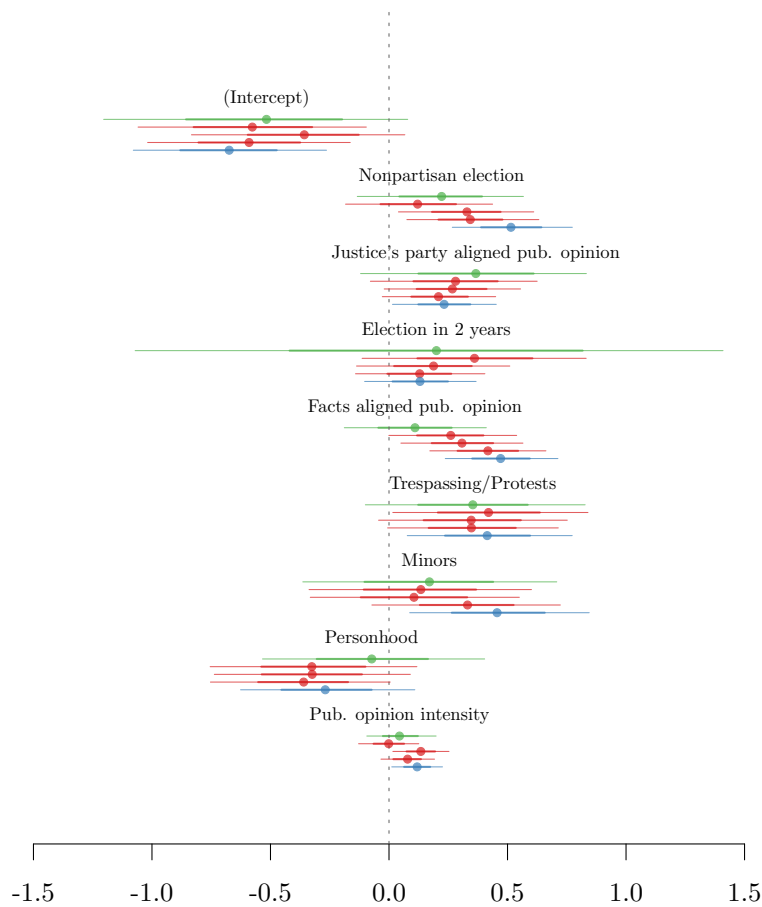 (Intercept)
Nonpartisan election
Justice's party aligned pub. opinion
Election in 2 years
Facts aligned pub. opinion
Trespassing/Protests
Minors
Personhood
Pub. opinion intensity
-1.5 -1.0 -0.5 0.0 0.5 1.0 1.5